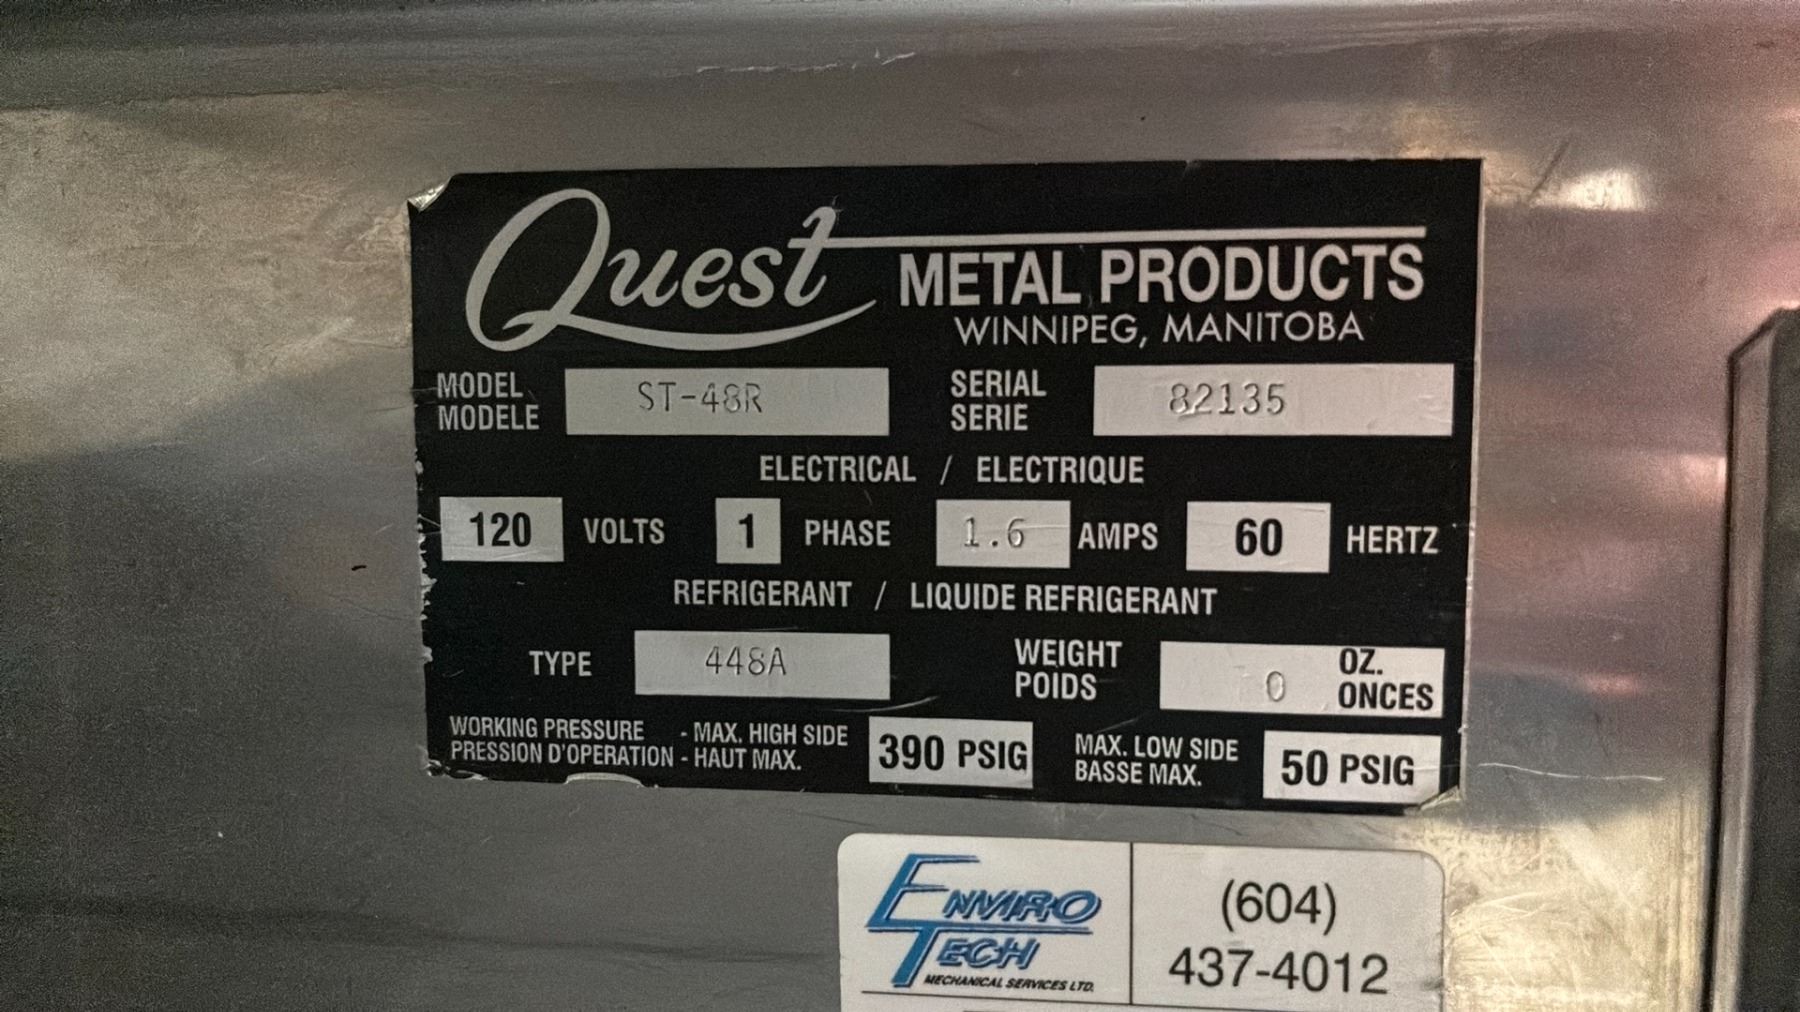 Quest METAL PRODUCTS
WINNIPEG, MANITOBA
MODEL ST-48R SERIAL 82135
MODELE SERIE
ELECTRICAL / ELECTRIQUE
120 VOLTS 1 PHASE 1.6 AMPS 60 HERTZ
REFRIGERANT / LIQUIDE REFRIGERANT
TYPE 448A WEIGHT 0 OZ.
POIDS ONCES
WORKING PRESSURE - MAX. HIGH SIDE 390 PSIG MAX. LOW SIDE 50 PSIG
PRESSION D'OPERATION - HAUT MAX. BASSE MAX.
ENVIRO (604)
TECH 437-4012
MECHANICAL SERVICES LTD.